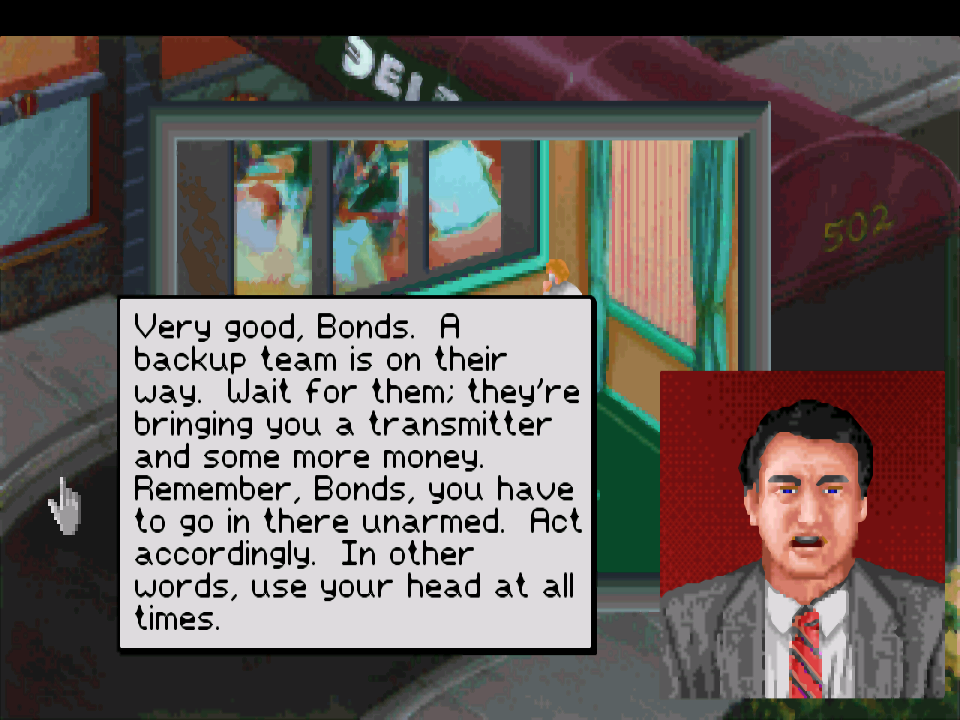 DEL
502
Very good, Bonds. A
backup team is on their
way. Wait for them; they're
bringing you a transmitter
and some more money.
Remember, Bonds, you have
to go in there unarmed. Act
accordingly. In other
words, use your head at all
times.